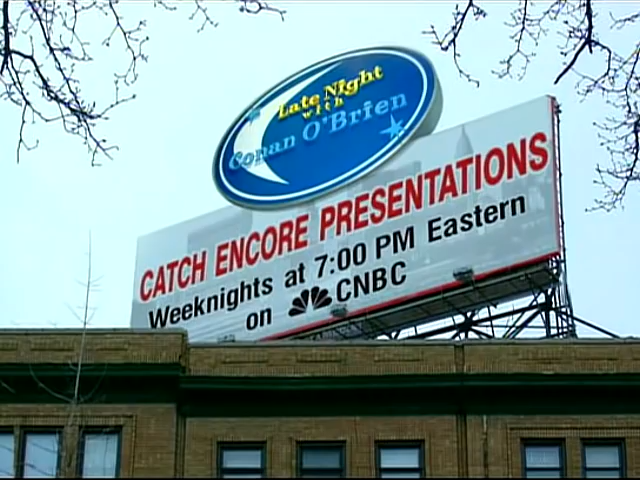 Late Night
with
Conan O'Brien
CATCH ENCORE PRESENTATIONS
Weeknights at 7:00 PM Eastern
on CNBC